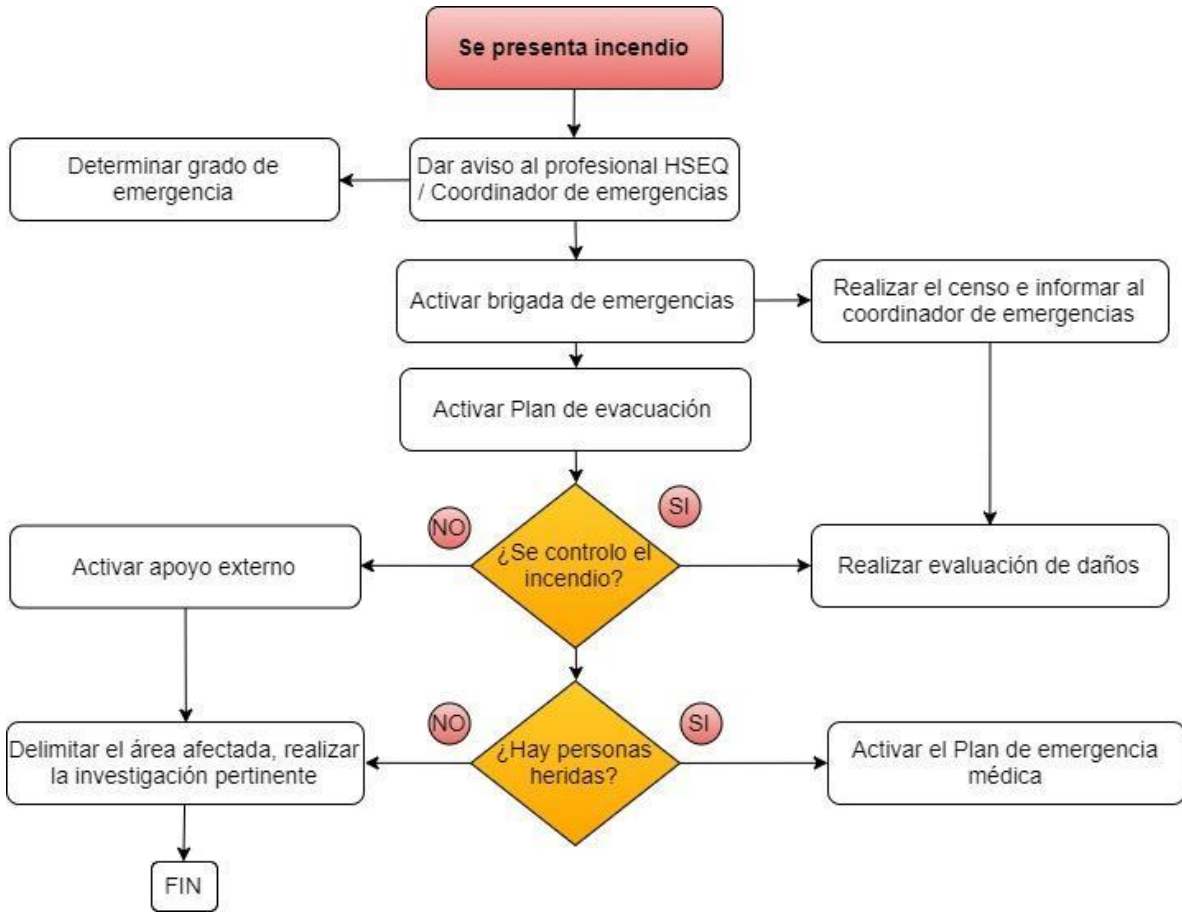 Se presenta incendio
Determinar grado de
emergencia
Dar aviso al profesional HSEQ
/ Coordinador de emergencias
Activar brigada de emergencias
Realizar el censo e informar al
coordinador de emergencias
Activar Plan de evacuación
NO
SI
Activar apoyo externo
¿Se controlo el
incendio?
Realizar evaluación de daños
NO
SI
Delimitar el área afectada, realizar
la investigación pertinente
¿Hay personas
heridas?
Activar el Plan de emergencia
médica
FIN